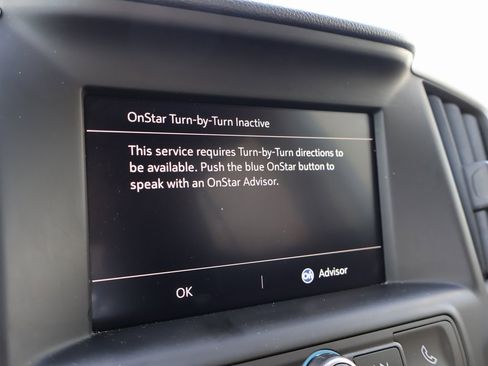 OnStar Turn-by-Turn Inactive
This service requires Turn-by-Turn directions to
be available. Push the blue OnStar button to
speak with an OnStar Advisor.
OK
Advisor